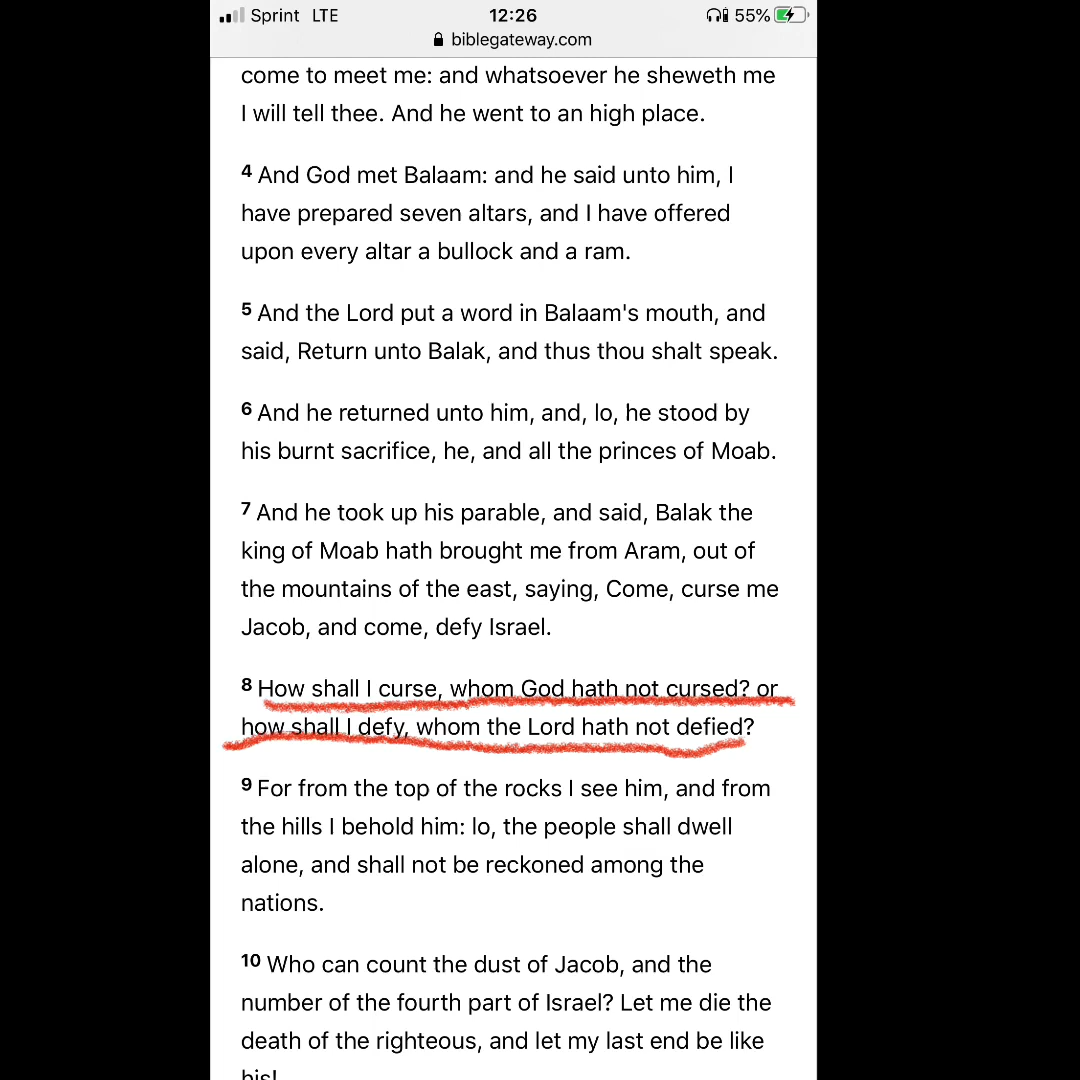 Sprint LTE 12:26 55%
biblegateway.com
come to meet me: and whatsoever he sheweth me
I will tell thee. And he went to an high place.
4 And God met Balaam: and he said unto him, I
have prepared seven altars, and I have offered
upon every altar a bullock and a ram.
5 And the Lord put a word in Balaam's mouth, and
said, Return unto Balak, and thus thou shalt speak.
6 And he returned unto him, and, lo, he stood by
his burnt sacrifice, he, and all the princes of Moab.
7 And he took up his parable, and said, Balak the
king of Moab hath brought me from Aram, out of
the mountains of the east, saying, Come, curse me
Jacob, and come, defy Israel.
8 How shall I curse, whom God hath not cursed? or
how shall I defy, whom the Lord hath not defied?
9 For from the top of the rocks I see him, and from
the hills I behold him: lo, the people shall dwell
alone, and shall not be reckoned among the
nations.
10 Who can count the dust of Jacob, and the
number of the fourth part of Israel? Let me die the
death of the righteous, and let my last end be like
his!